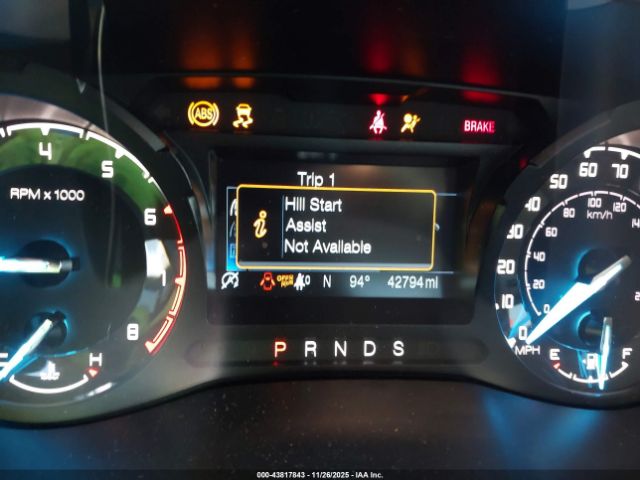 ABS
BRAKE
Trip 1
Hill Start
Assist
Not Available
N 94° 42794 mi
P R N D S
RPM x 1000
4 5 6 7 8
H
0 10 20 30 40 50 60 70
MPH
80 100 120
km/h
E F
000-43817843 | 11/26/2025 - IAA Inc.